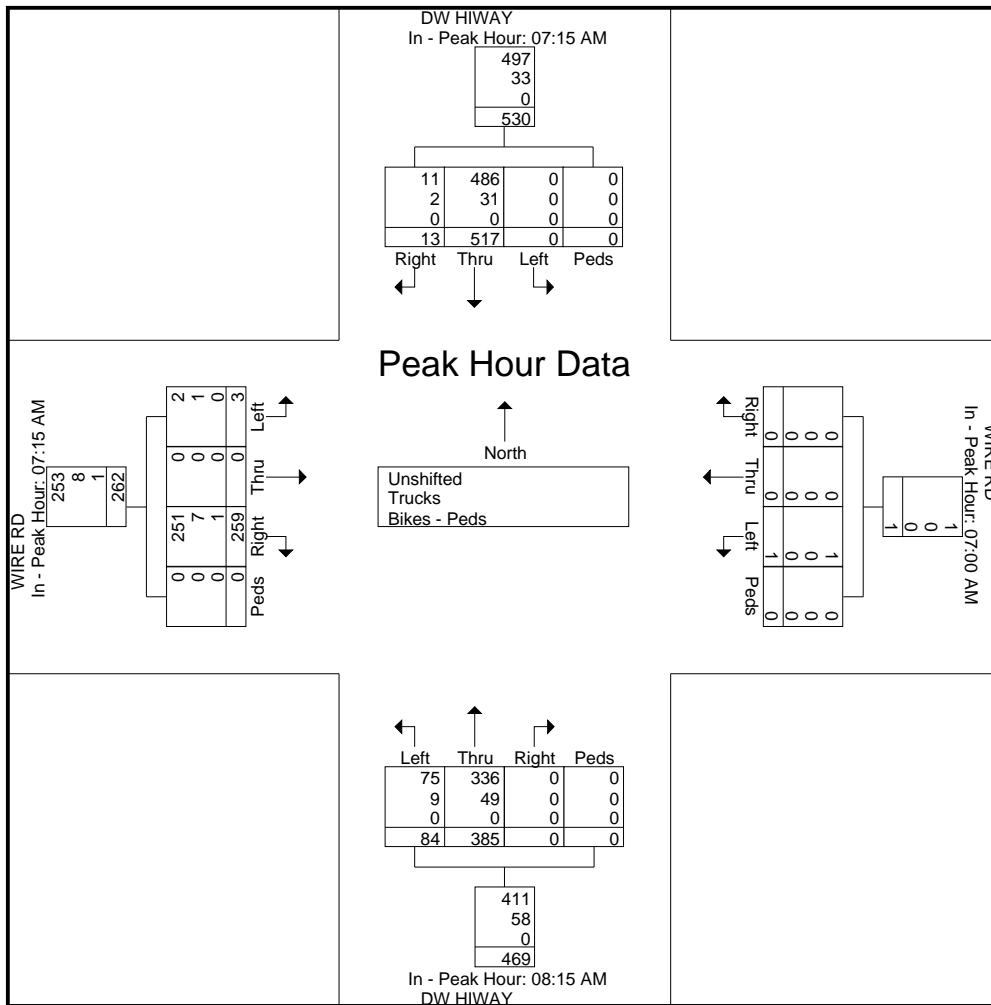 DW HIWAY
In - Peak Hour: 07:15 AM
497
33
0
530
11 486 0 0
2 31 0 0
0 0 0 0
13 517 0 0
Right Thru Left Peds
Peak Hour Data
North
Unshifted
Trucks
Bikes - Peds
WIRE RD
In - Peak Hour: 07:15 AM
253
8
1
262
2 0 251 0
1 0 7 0
0 0 1 0
3 0 259 0
Left Thru Right Peds
WIRE RD
In - Peak Hour: 07:00 AM
1
0
0
1
0 0 1 0
0 0 0 0
0 0 0 0
0 0 1 0
Right Thru Left Peds
Left Thru Right Peds
75 336 0 0
9 49 0 0
0 0 0 0
84 385 0 0
411
58
0
469
In - Peak Hour: 08:15 AM
DW HIWAY